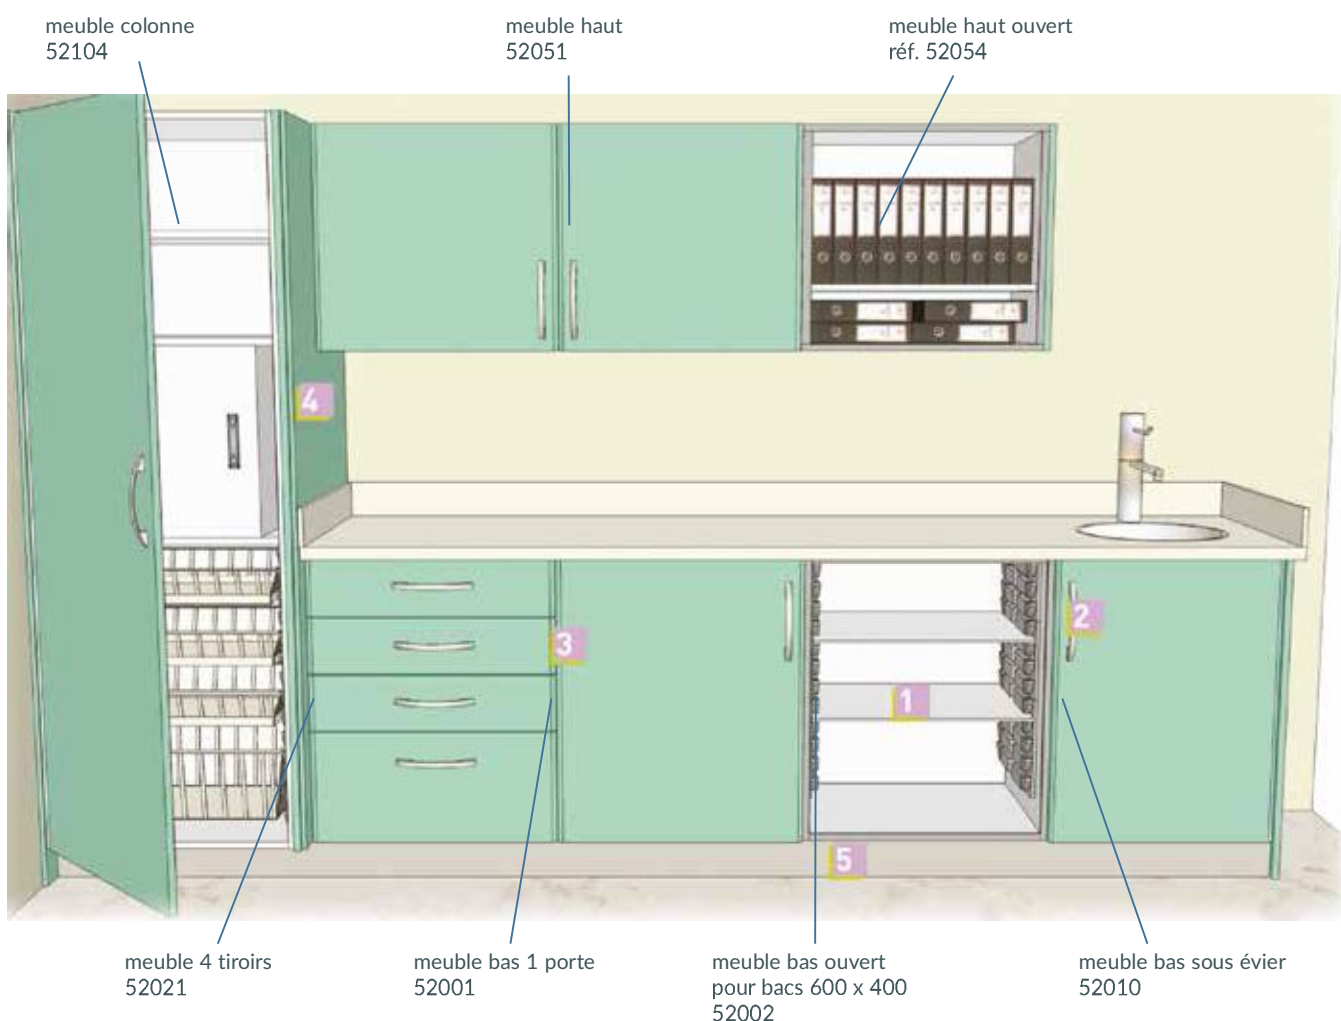 meuble colonne
52104
meuble haut
52051
meuble haut ouvert
réf. 52054
4
3
2
1
5
meuble 4 tiroirs
52021
meuble bas 1 porte
52001
meuble bas ouvert
pour bacs 600 x 400
52002
meuble bas sous évier
52010